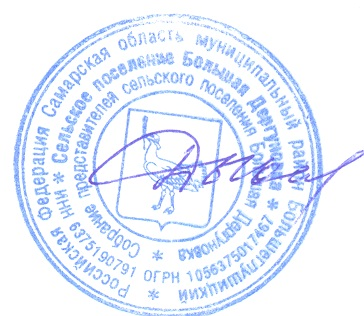 Российская Федерация Самарская область муниципальный район Большеглушицкий
* ИНН 6375190791 ОГРН 1056375017467 *
Сельское поселение Большая Дергуновка *
Собрание представителей сельского поселения Большая Дергуновка *